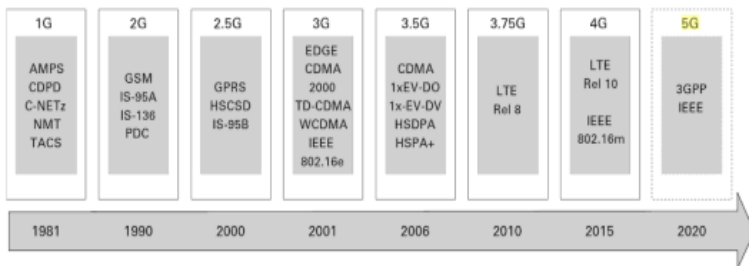 1G
AMPS
CDPD
C-NETz
NMT
TACS
2G
GSM
IS-95A
IS-136
PDC
2.5G
GPRS
HSCSD
IS-95B
3G
EDGE
CDMA
2000
TD-CDMA
WCDMA
IEEE
802.16e
3.5G
CDMA
1xEV-DO
1x-EV-DV
HSDPA
HSPA+
3.75G
LTE
Rel 8
4G
LTE
Rel 10
IEEE
802.16m
5G
3GPP
IEEE
1981 1990 2000 2001 2006 2010 2015 2020